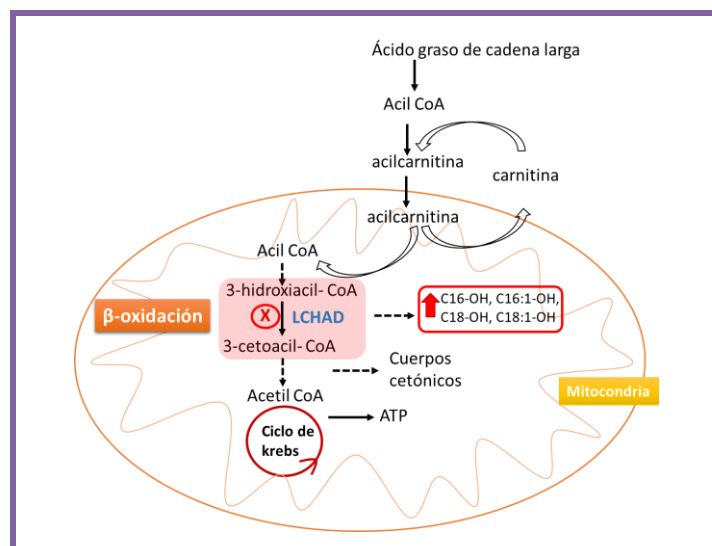 Ácido graso de cadena larga
Acil CoA
acilcarnitina
carnitina
acilcarnitina
Acil CoA
3-hidroxiacil- CoA
β-oxidación
X
LCHAD
C16-OH, C16:1-OH,
C18-OH, C18:1-OH
3-cetoacil- CoA
Cuerpos
cetónicos
Acetil CoA
Mitocondria
ATP
Ciclo de
krebs